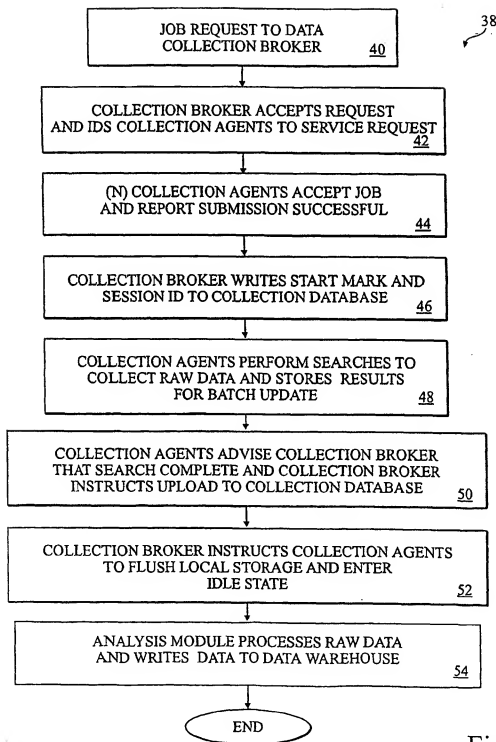 38
JOB REQUEST TO DATA
COLLECTION BROKER
40
COLLECTION BROKER ACCEPTS REQUEST
AND IDS COLLECTION AGENTS TO SERVICE REQUEST
42
(N) COLLECTION AGENTS ACCEPT JOB
AND REPORT SUBMISSION SUCCESSFUL
44
COLLECTION BROKER WRITES START MARK AND
SESSION ID TO COLLECTION DATABASE
46
COLLECTION AGENTS PERFORM SEARCHES TO
COLLECT RAW DATA AND STORES RESULTS
FOR BATCH UPDATE
48
COLLECTION AGENTS ADVISE COLLECTION BROKER
THAT SEARCH COMPLETE AND COLLECTION BROKER
INSTRUCTS UPLOAD TO COLLECTION DATABASE
50
COLLECTION BROKER INSTRUCTS COLLECTION AGENTS
TO FLUSH LOCAL STORAGE AND ENTER
IDLE STATE
52
ANALYSIS MODULE PROCESSES RAW DATA
AND WRITES DATA TO DATA WAREHOUSE
54
END